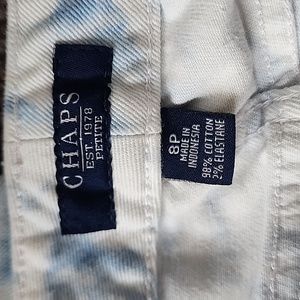 CHAPS
EST. 1978
PETITE
8P
MADE IN
INDONESIA
98% COTTON
2% ELASTANE